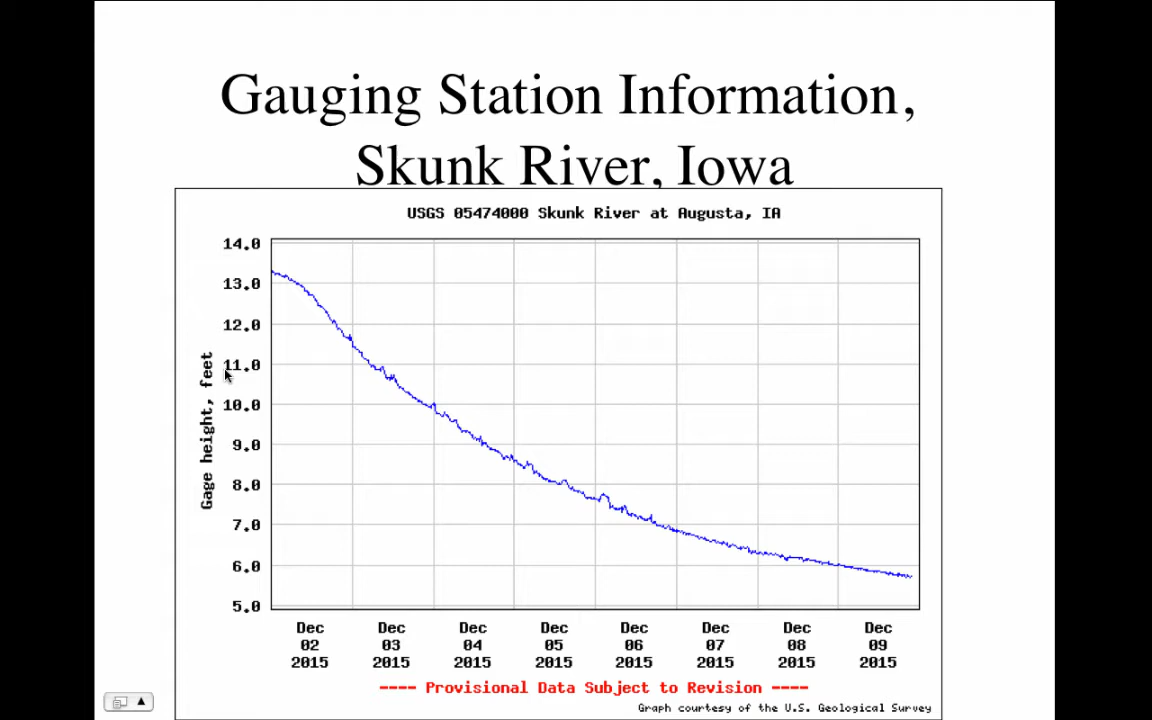 Gauging Station Information,
Skunk River, Iowa
USGS 05474000 Skunk River at Augusta, IA
Gage height, feet
14.0
13.0
12.0
11.0
10.0
9.0
8.0
7.0
6.0
5.0
Dec Dec Dec Dec Dec Dec Dec Dec
02 03 04 05 06 07 08 09
2015 2015 2015 2015 2015 2015 2015 2015
---- Provisional Data Subject to Revision ----
Graph courtesy of the U.S. Geological Survey